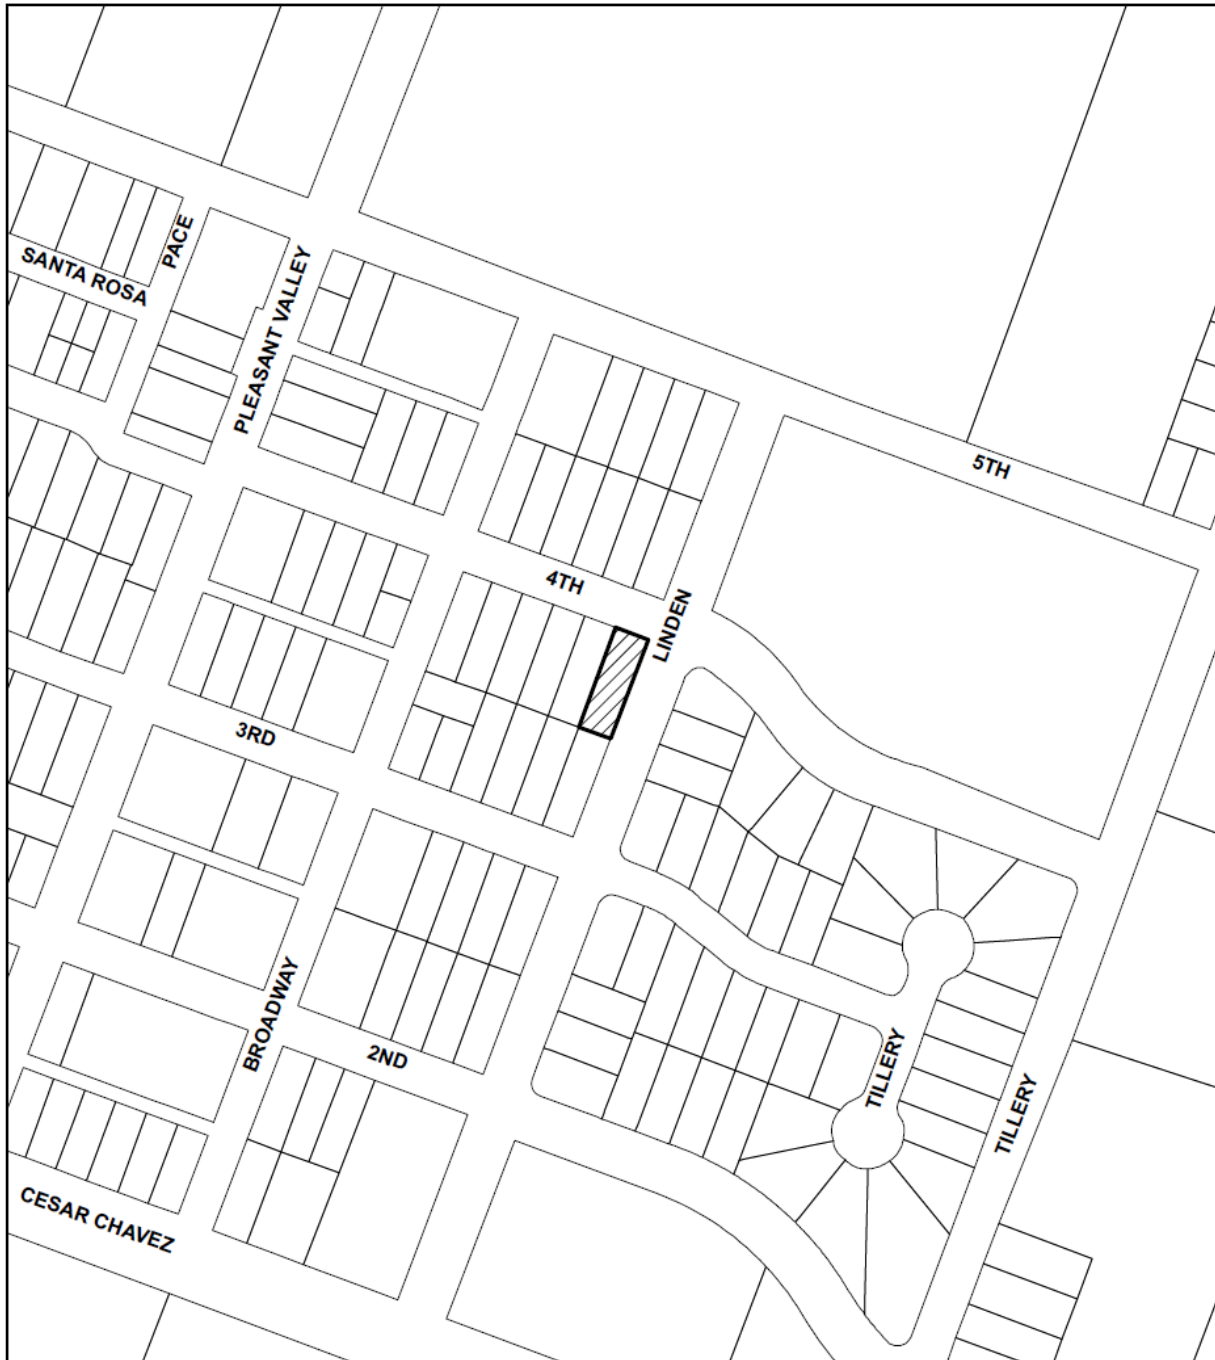 PACE
SANTA ROSA
PLEASANT VALLEY
5TH
4TH
LINDEN
3RD
BROADWAY
2ND
TILLERY
TILLERY
CESAR CHAVEZ